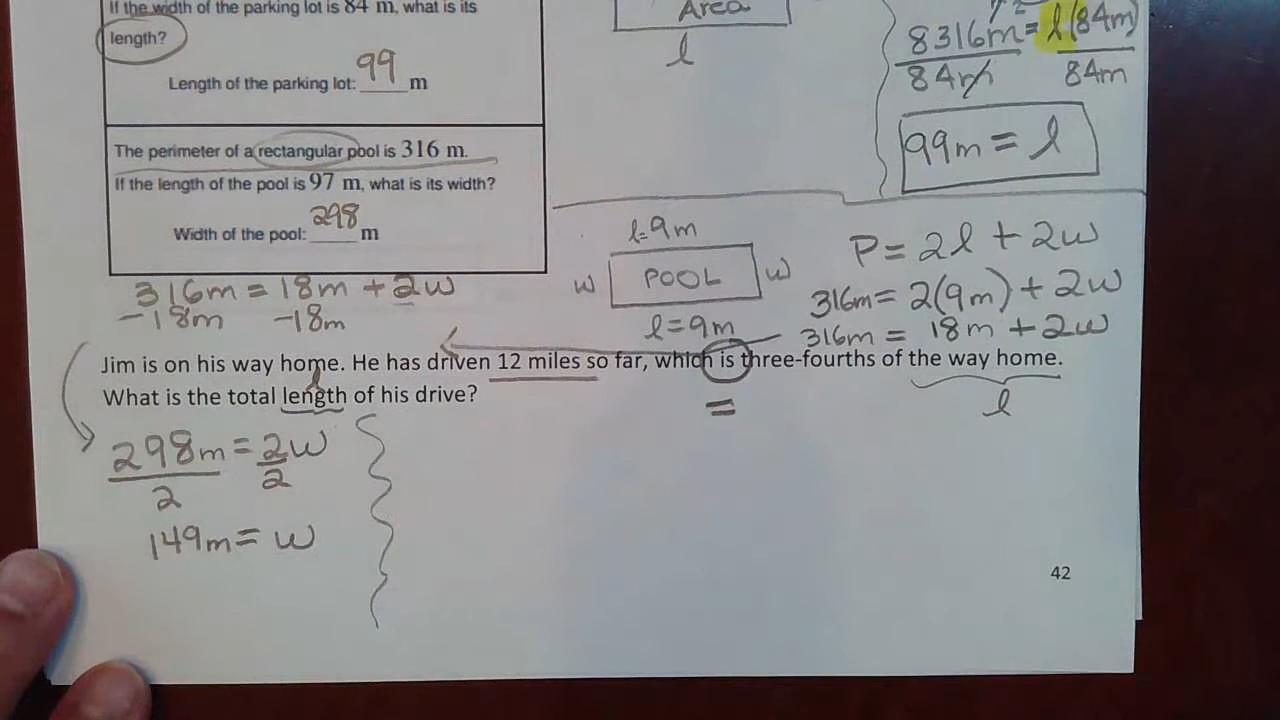 If the width of the parking lot is 84 m, what is its
length?
Length of the parking lot: 99 m
The perimeter of a rectangular pool is 316 m.
If the length of the pool is 97 m, what is its width?
Width of the pool: 298 m
Area
l
8316m² = l(84m)
84m 84m
99m = l
l=9m
w POOL w
l=9m
P = 2l + 2w
316m = 2(9m) + 2w
316m = 18m + 2w
316m = 18m + 2w
-18m -18m
Jim is on his way home. He has driven 12 miles so far, which is three-fourths of the way home.
What is the total length of his drive?
= l
298m = 2w
2 2
149m = w
42